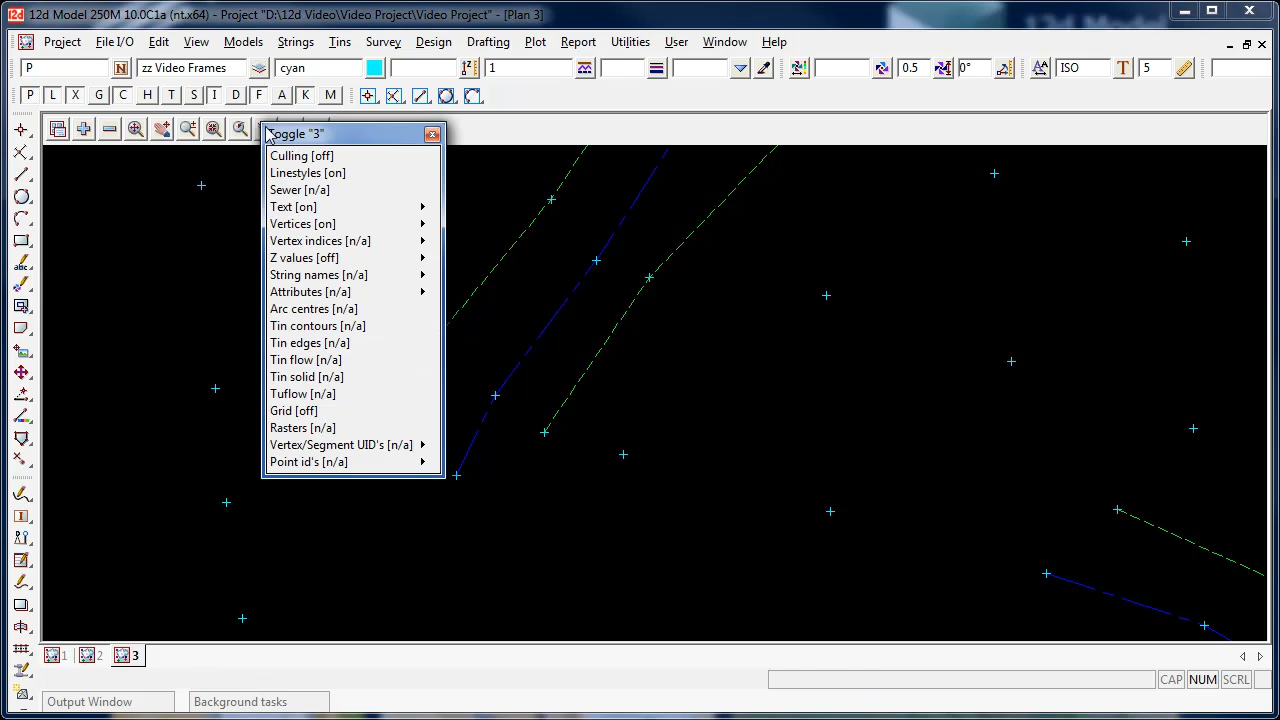 12d Model 250M 10.0C1a (nt.x64) - Project "D:\12d Video\Video Project\Video Project" - [Plan 3]
Project File I/O Edit View Models Strings Tins Survey Design Drafting Plot Report Utilities User Window Help
P N zz Video Frames cyan 1 0.5 0° ISO T 5
P L X G C H T S I D F A K M
Toggle "3"
Culling [off]
Linestyles [on]
Sewer [n/a]
Text [on]
Vertices [on]
Vertex indices [n/a]
Z values [off]
String names [n/a]
Attributes [n/a]
Arc centres [n/a]
Tin contours [n/a]
Tin edges [n/a]
Tin flow [n/a]
Tin solid [n/a]
Tuflow [n/a]
Grid [off]
Rasters [n/a]
Vertex/Segment UID's [n/a]
Point id's [n/a]
abc
1 2 3
CAP NUM SCRL
Output Window Background tasks